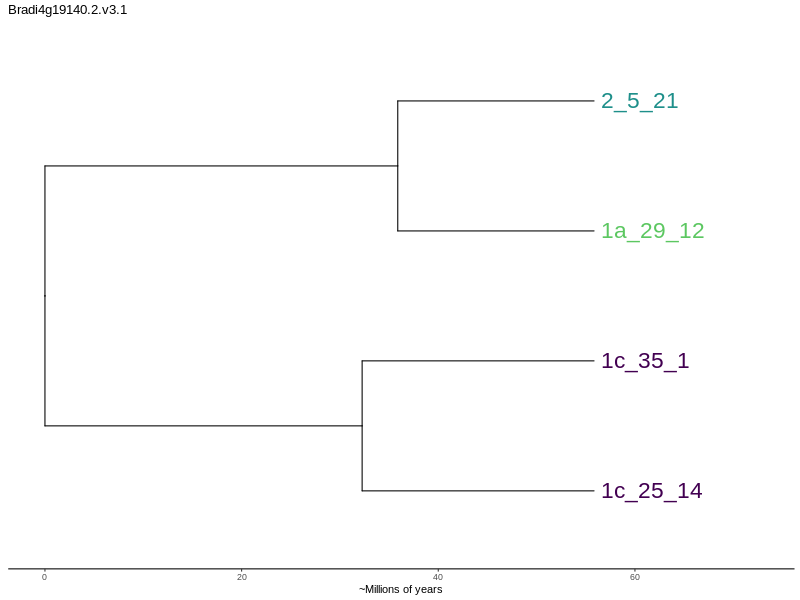 Bradi4g19140.2.v3.1
2_5_21
1a_29_12
1c_35_1
1c_25_14
0 20 40 60
~Millions of years